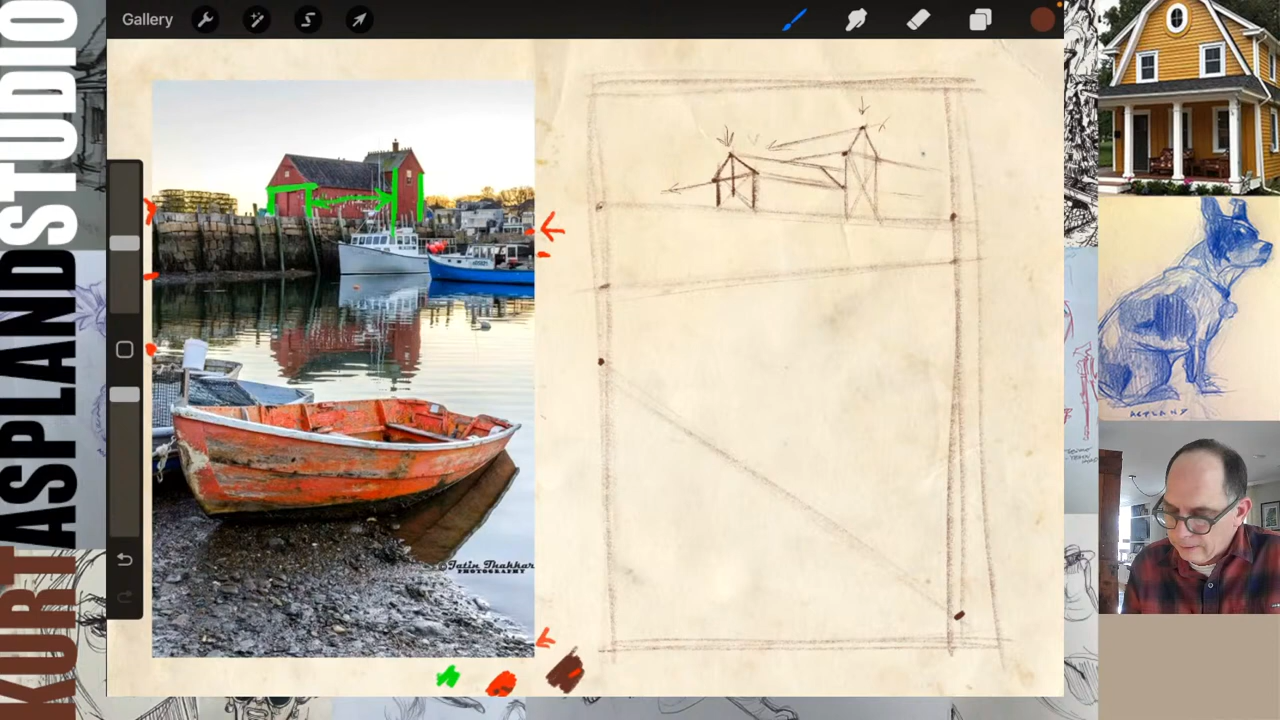 KURT ASPLAND STUDIO
Gallery
Jatin Thakkar
PHOTOGRAPHY
ASPLAND